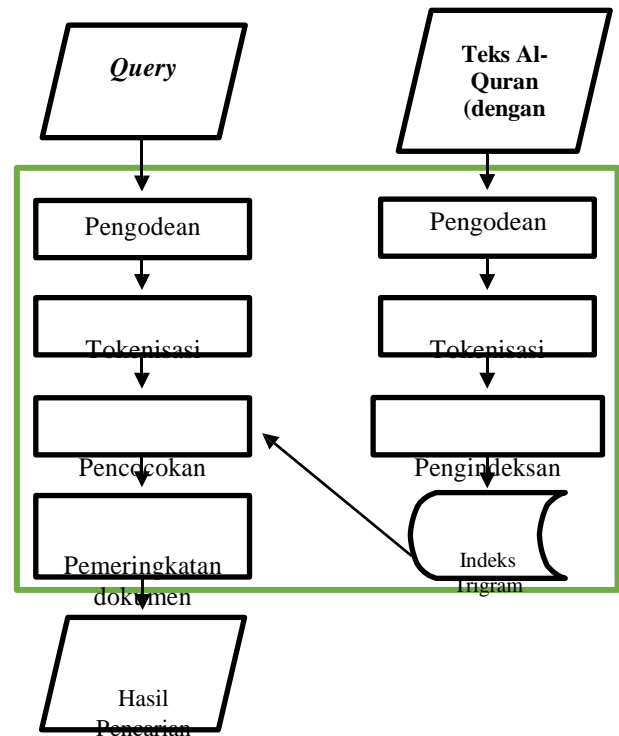 Query
Teks Al-
Quran
(dengan
Pengodean
Pengodean
Tokenisasi
Tokenisasi
Pencocokan
Pengindeksan
Pemeringkatan
dokumen
Indeks
Trigram
Hasil
Pencarian